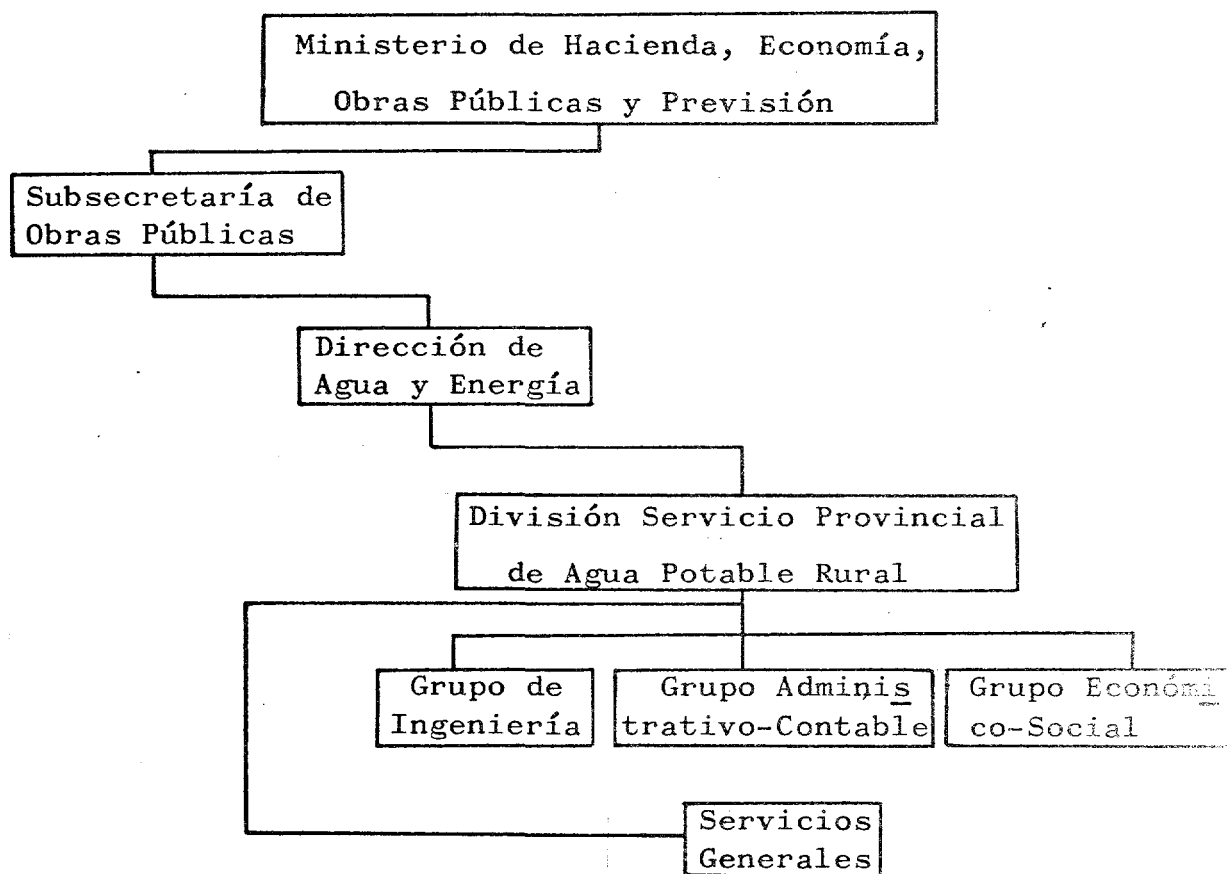 Ministerio de Hacienda, Economía,
Obras Públicas y Previsión
Subsecretaría de
Obras Públicas
Dirección de
Agua y Energía
División Servicio Provincial
de Agua Potable Rural
Grupo de
Ingeniería
Grupo Adminis
trativo-Contable
Grupo Económi
co-Social
Servicios
Generales